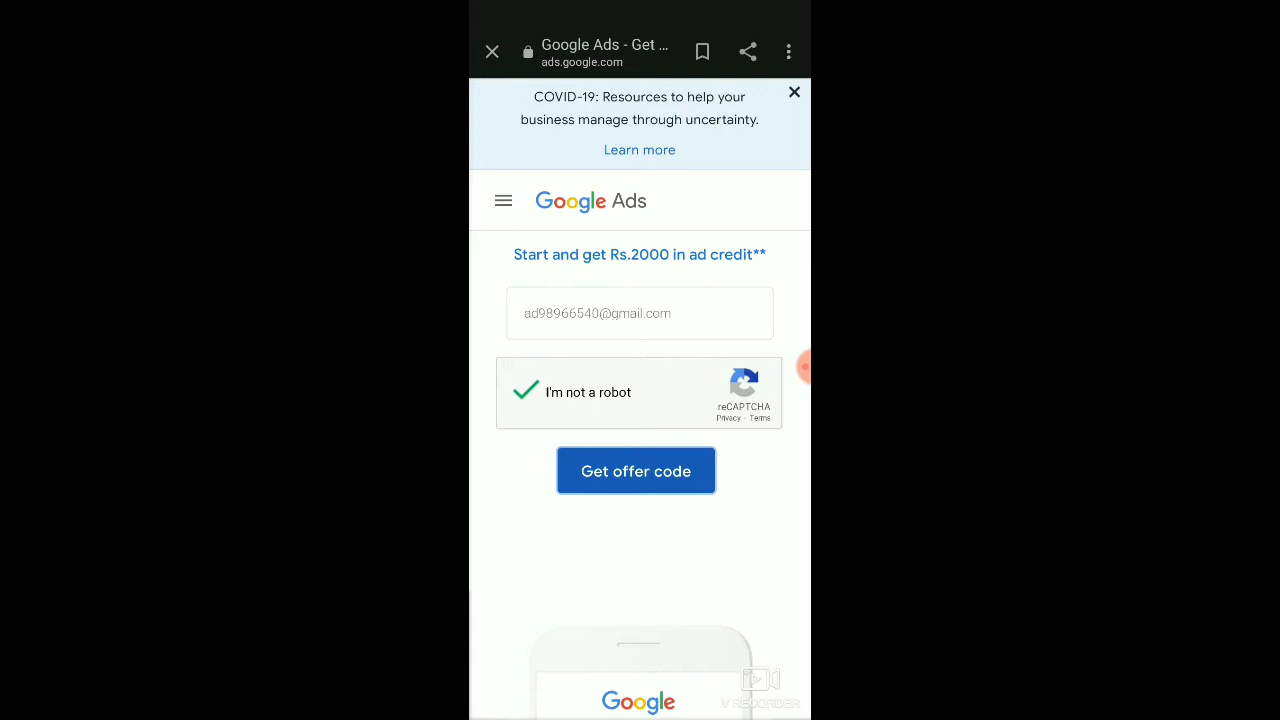 Google Ads - Get ...
ads.google.com
COVID-19: Resources to help your
business manage through uncertainty.
Learn more
Google Ads
Start and get Rs.2000 in ad credit**
ad98966540@gmail.com
I'm not a robot
reCAPTCHA
Privacy - Terms
Get offer code
Google
V RECORDER